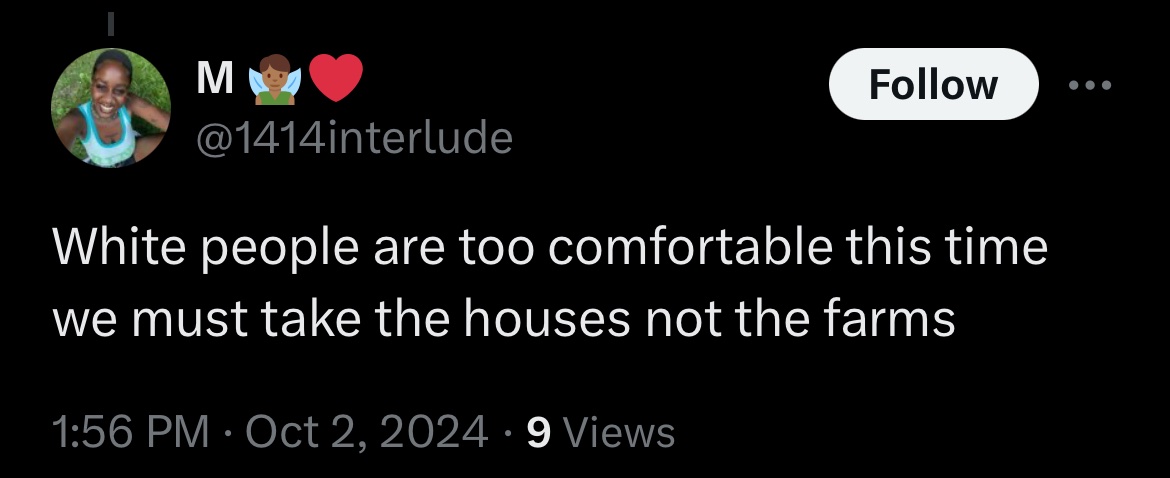 M 🧚🏾❤️
Follow
@1414interlude
White people are too comfortable this time
we must take the houses not the farms
1:56 PM · Oct 2, 2024 · 9 Views